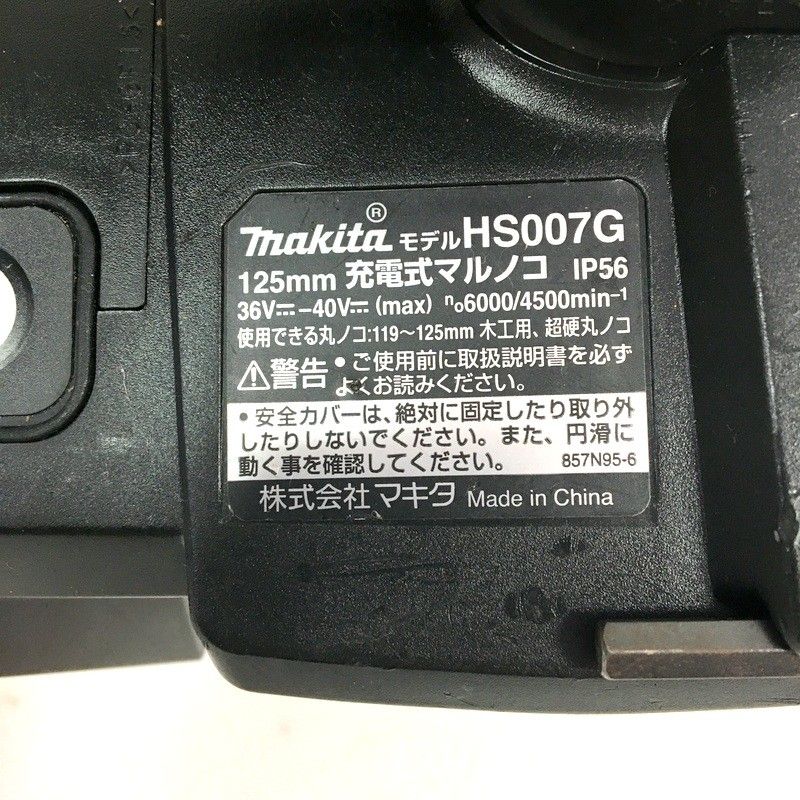 makita® モデルHS007G
125mm 充電式マルノコ IP56
36V⎓-40V⎓(max) n₀6000/4500min⁻¹
使用できる丸ノコ:119～125mm 木工用、超硬丸ノコ
⚠警告 •ご使用前に取扱説明書を必ず
よくお読みください。
•安全カバーは、絶対に固定したり取り外
したりしないでください。また、円滑に
動く事を確認してください。 857N95-6
株式会社マキタ Made in China